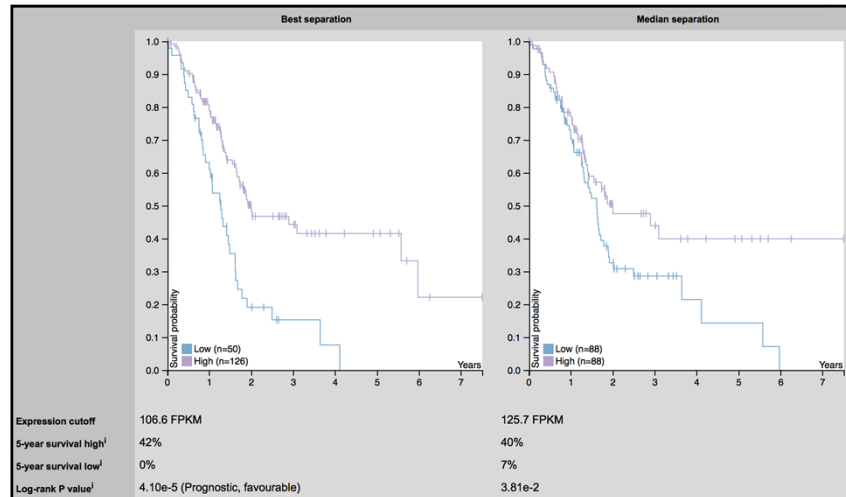 Best separation
Median separation
1.0
0.9
0.8
0.7
0.6
0.5
0.4
0.3
0.2
0.1
0.0
Survival probability
Low (n=50)
High (n=126)
Years
0 1 2 3 4 5 6 7
1.0
0.9
0.8
0.7
0.6
0.5
0.4
0.3
0.2
0.1
0.0
Survival probability
Low (n=88)
High (n=88)
Years
0 1 2 3 4 5 6 7
Expression cutoff 106.6 FPKM 125.7 FPKM
5-year survival highⁱ 42% 40%
5-year survival lowⁱ 0% 7%
Log-rank P valueⁱ 4.10e-5 (Prognostic, favourable) 3.81e-2